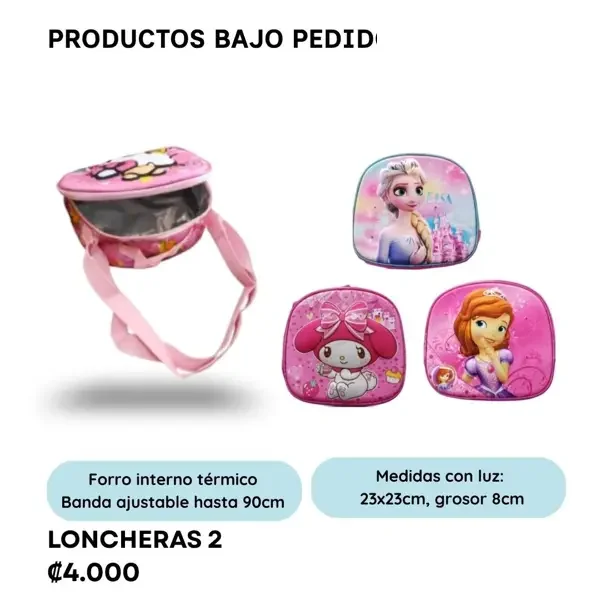 PRODUCTOS BAJO PEDIDO
Forro interno térmico
Banda ajustable hasta 90cm
Medidas con luz:
23x23cm, grosor 8cm
LONCHERAS 2
₡4.000